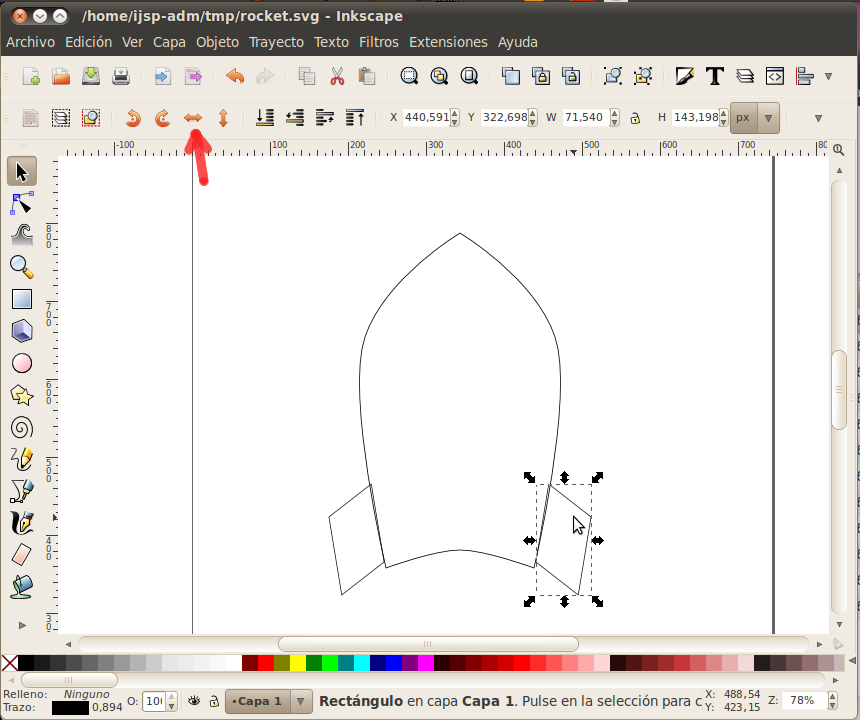 /home/ijsp-adm/tmp/rocket.svg - Inkscape
Archivo Edición Ver Capa Objeto Trayecto Texto Filtros Extensiones Ayuda
X 440,591 Y 322,698 W 71,540 H 143,198 px
-100 0 100 200 300 400 500 600 700 80
800
700
600
500
400
30
Relleno: Ninguno
Trazo: 0,894 O: 100
•Capa 1
Rectángulo en capa Capa 1. Pulse en la selección para c
X: 488,54
Y: 423,15
Z: 78%